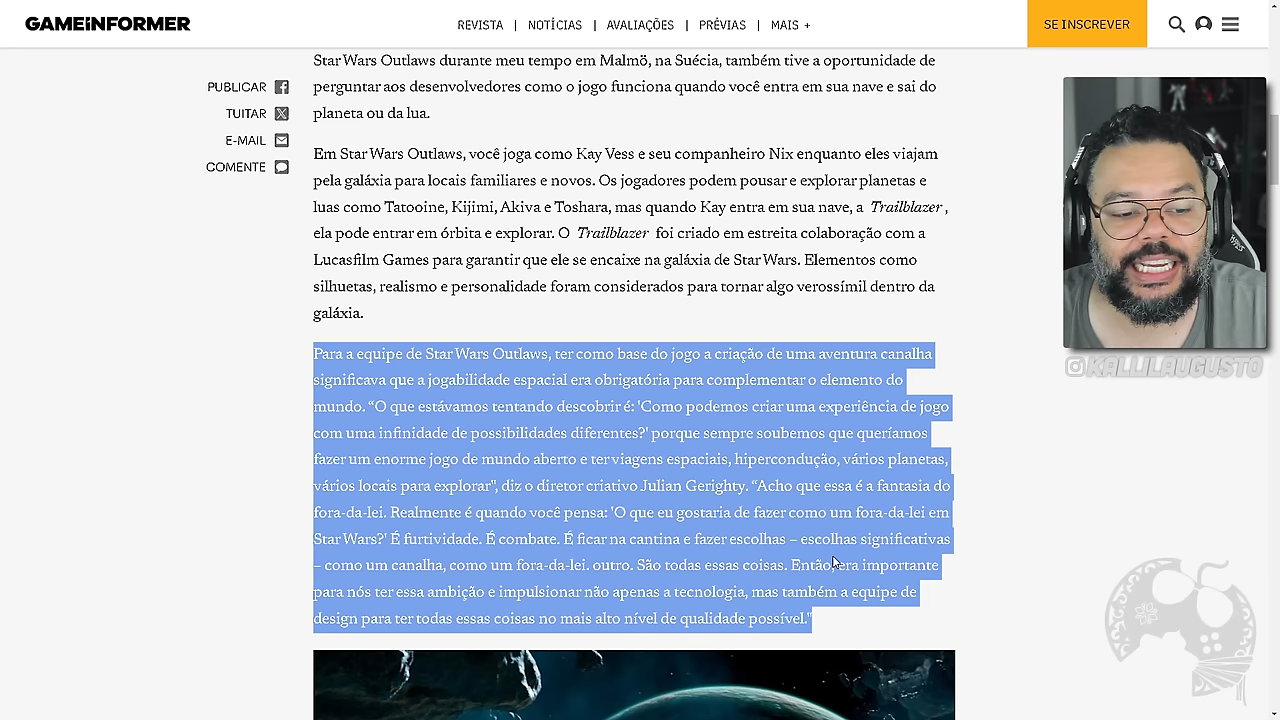 GAMEiNFORMER
REVISTA | NOTÍCIAS | AVALIAÇÕES | PRÉVIAS | MAIS +
SE INSCREVER
PUBLICAR
TUITAR
E-MAIL
COMENTE
Star Wars Outlaws durante meu tempo em Malmö, na Suécia, também tive a oportunidade de
perguntar aos desenvolvedores como o jogo funciona quando você entra em sua nave e sai do
planeta ou da lua.
Em Star Wars Outlaws, você joga como Kay Vess e seu companheiro Nix enquanto eles viajam
pela galáxia para locais familiares e novos. Os jogadores podem pousar e explorar planetas e
luas como Tatooine, Kijimi, Akiva e Toshara, mas quando Kay entra em sua nave, a Trailblazer ,
ela pode entrar em órbita e explorar. O Trailblazer foi criado em estreita colaboração com a
Lucasfilm Games para garantir que ele se encaixe na galáxia de Star Wars. Elementos como
silhuetas, realismo e personalidade foram considerados para tornar algo verossímil dentro da
galáxia.
Para a equipe de Star Wars Outlaws, ter como base do jogo a criação de uma aventura canalha
significava que a jogabilidade espacial era obrigatória para complementar o elemento do
mundo. “O que estávamos tentando descobrir é: 'Como podemos criar uma experiência de jogo
com uma infinidade de possibilidades diferentes?' porque sempre soubemos que queríamos
fazer um enorme jogo de mundo aberto e ter viagens espaciais, hipercondução, vários planetas,
vários locais para explorar", diz o diretor criativo Julian Gerighty. “Acho que essa é a fantasia do
fora-da-lei. Realmente é quando você pensa: 'O que eu gostaria de fazer como um fora-da-lei em
Star Wars?' É furtividade. É combate. É ficar na cantina e fazer escolhas – escolhas significativas
– como um canalha, como um fora-da-lei. outro. São todas essas coisas. Então era importante
para nós ter essa ambição e impulsionar não apenas a tecnologia, mas também a equipe de
design para ter todas essas coisas no mais alto nível de qualidade possível."
@KALLILAUGUSTO